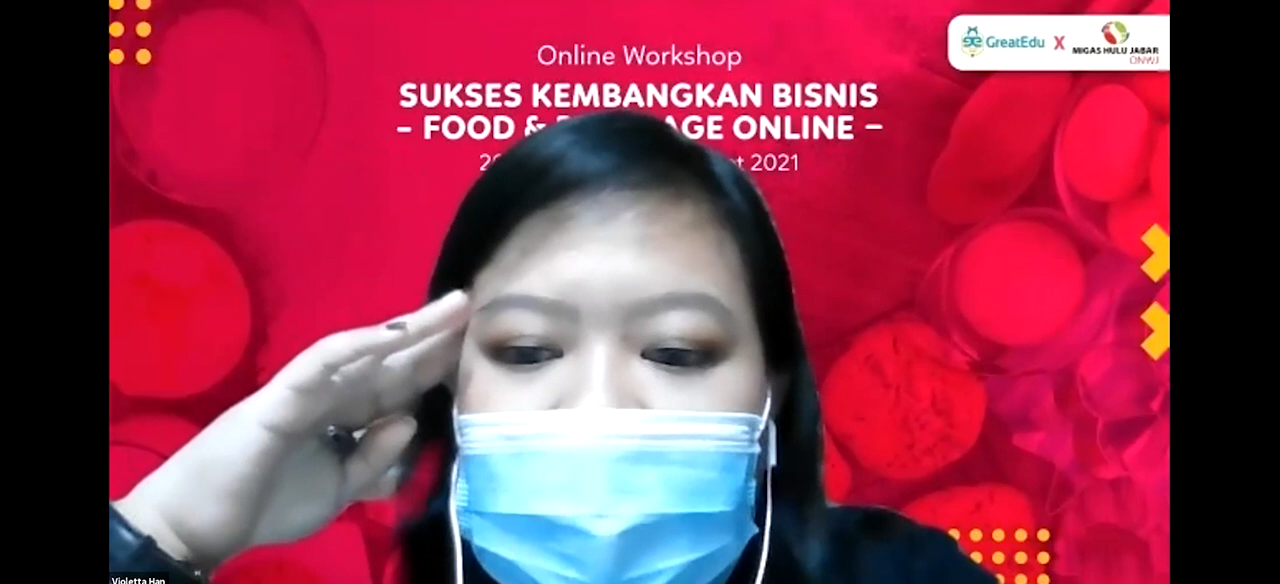 Online Workshop
SUKSES KEMBANGKAN BISNIS
- FOOD & AGE ONLINE -
2021
GreatEdu X MIGAS HULU JABAR
ONWJ
Violetta Han